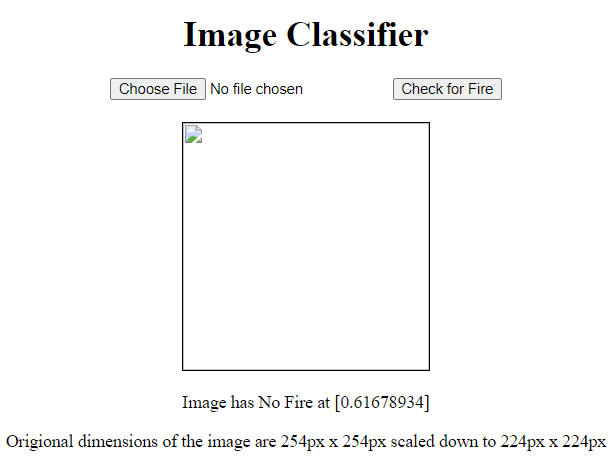 Image Classifier
Choose File No file chosen Check for Fire
Image has No Fire at [0.61678934]
Origional dimensions of the image are 254px x 254px scaled down to 224px x 224px